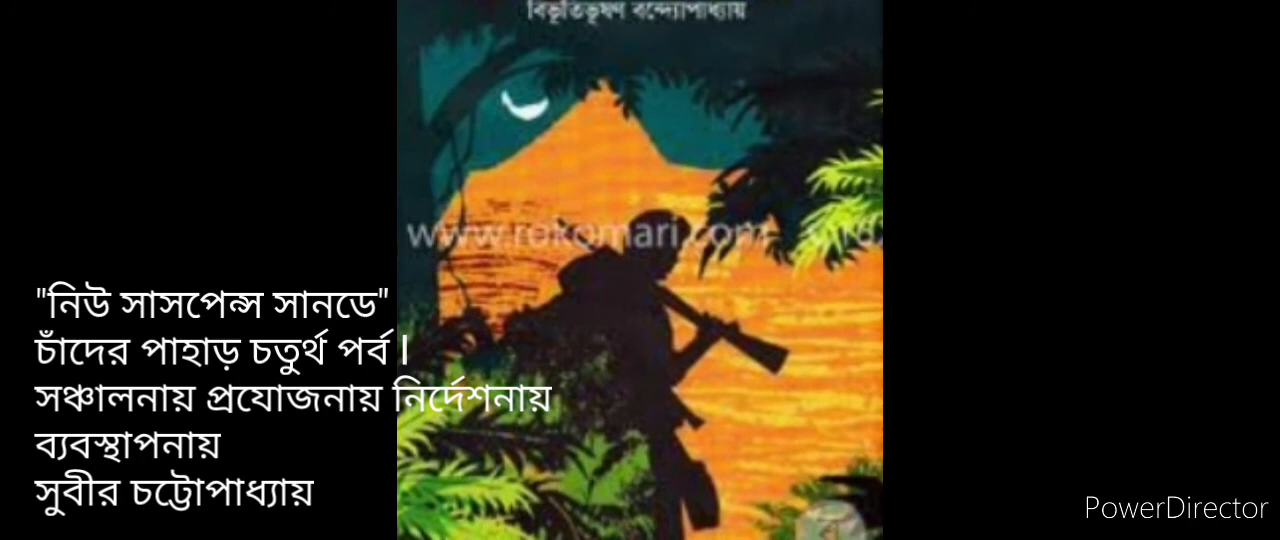 বিভূতিভূষণ বন্দ্যোপাধ্যায়
www.rokomari.com
"নিউ সাসপেন্স সানডে"
চাঁদের পাহাড় চতুর্থ পর্ব।
সঞ্চালনায় প্রযোজনায় নির্দেশনায়
ব্যবস্থাপনায়
সুবীর চট্টোপাধ্যায়
PowerDirector